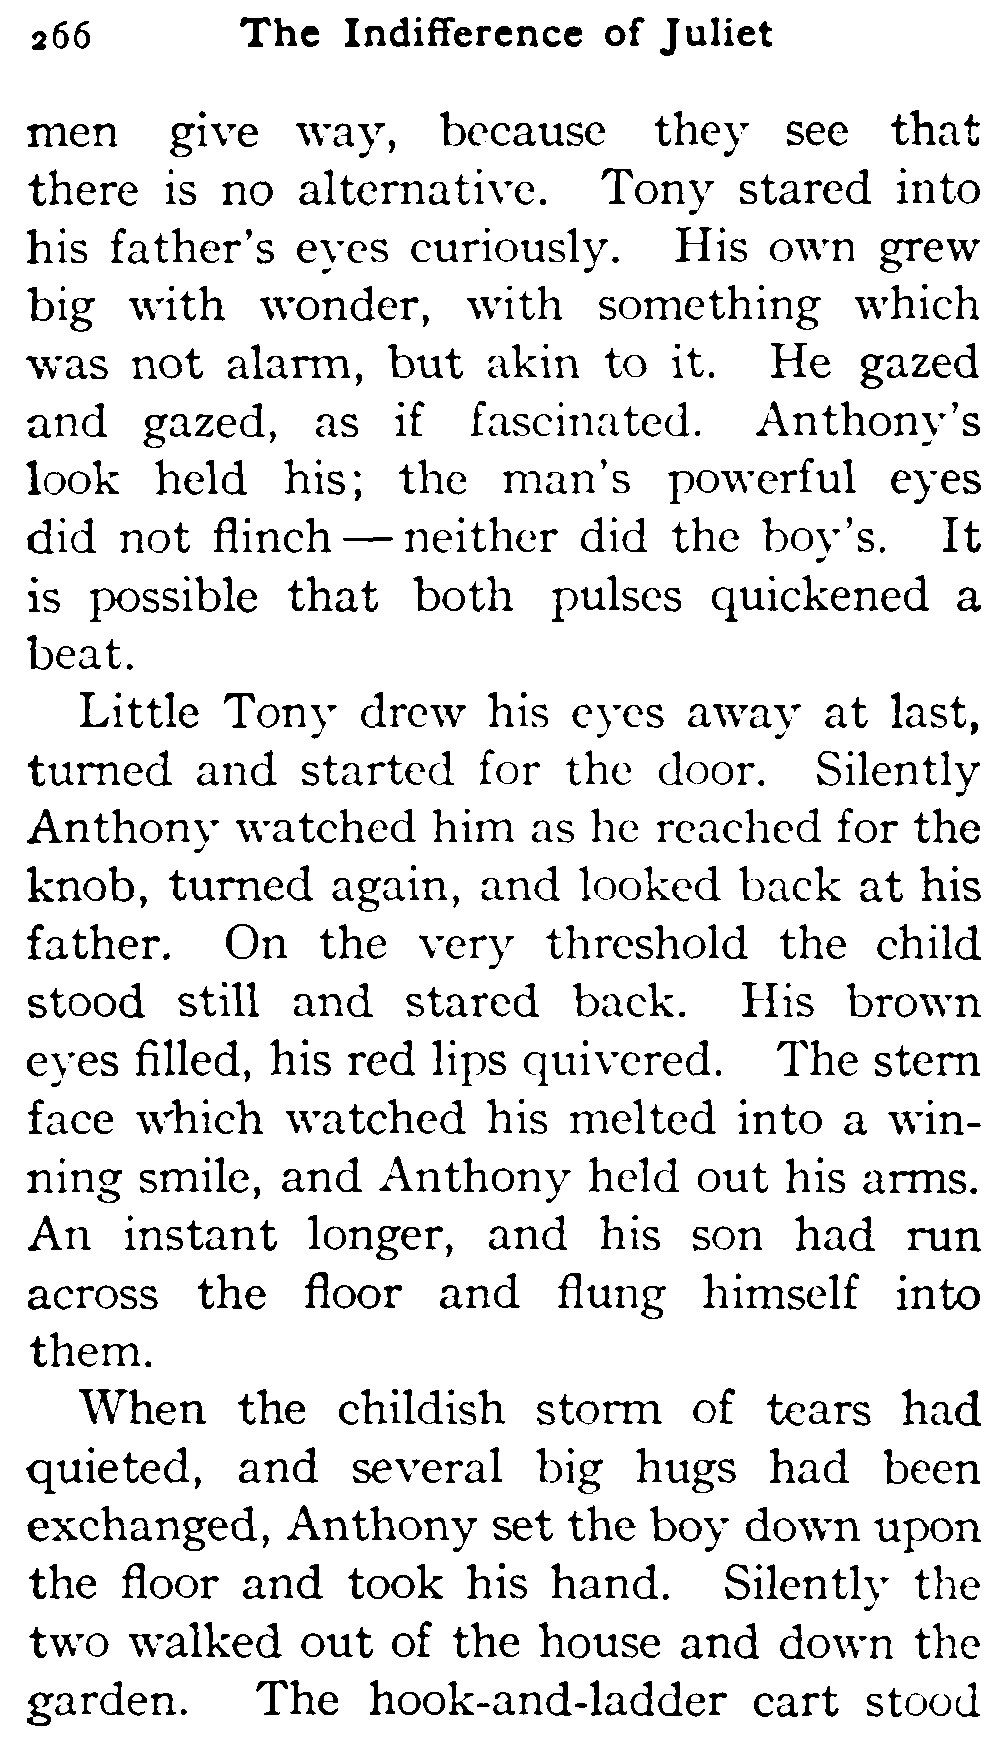 266 The Indifference of Juliet
men give way, because they see that
there is no alternative. Tony stared into
his father's eyes curiously. His own grew
big with wonder, with something which
was not alarm, but akin to it. He gazed
and gazed, as if fascinated. Anthony's
look held his; the man's powerful eyes
did not flinch — neither did the boy's. It
is possible that both pulses quickened a
beat.
Little Tony drew his eyes away at last,
turned and started for the door. Silently
Anthony watched him as he reached for the
knob, turned again, and looked back at his
father. On the very threshold the child
stood still and stared back. His brown
eyes filled, his red lips quivered. The stern
face which watched his melted into a win-
ning smile, and Anthony held out his arms.
An instant longer, and his son had run
across the floor and flung himself into
them.
When the childish storm of tears had
quieted, and several big hugs had been
exchanged, Anthony set the boy down upon
the floor and took his hand. Silently the
two walked out of the house and down the
garden. The hook-and-ladder cart stood